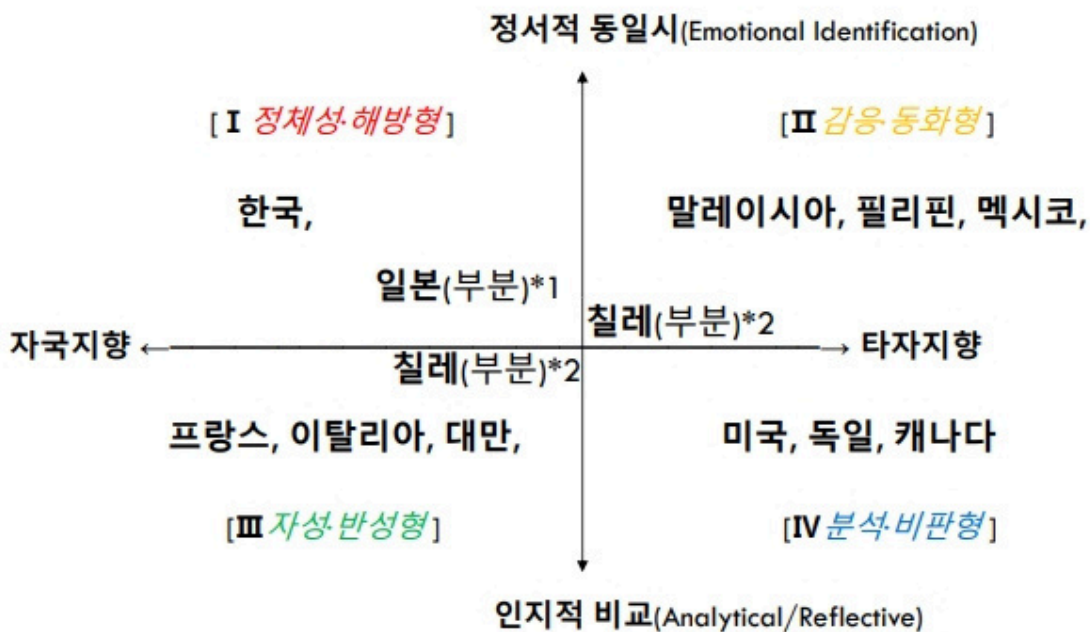 정서적 동일시(Emotional Identification)
[ I 정체성·해방형 ] [II 감응·동화형 ]
한국, 말레이시아, 필리핀, 멕시코,
일본(부분)*1
칠레(부분)*2
자국지향 ← → 타자지향
칠레(부분)*2
프랑스, 이탈리아, 대만, 미국, 독일, 캐나다
[III 자성·반성형 ] [IV 분석·비판형 ]
인지적 비교(Analytical/Reflective)